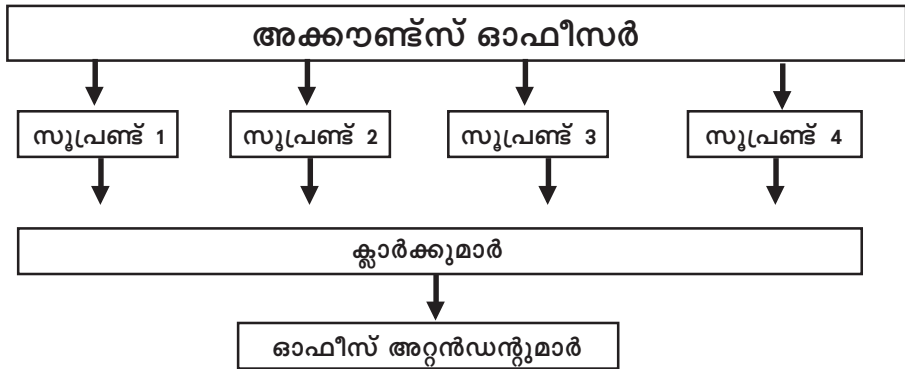 അക്കൗണ്ട്സ് ഓഫീസർ
സൂപ്രണ്ട് 1 സൂപ്രണ്ട് 2 സൂപ്രണ്ട് 3 സൂപ്രണ്ട് 4
ക്ലാർക്കുമാർ
ഓഫീസ് അറ്റൻഡന്റുമാർ